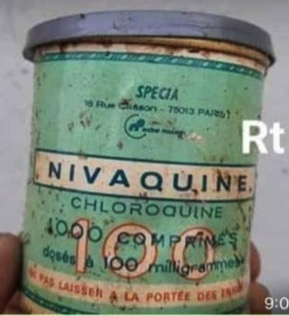 SPECIA
16 Rue Clisson - 75013 PARIS
Rt
NIVAQUINE
CHLOROQUINE
100
1000 COMPRIMÉS
dosés à 100 milligrammes
NE PAS LAISSER A LA PORTÉE DES
9:0